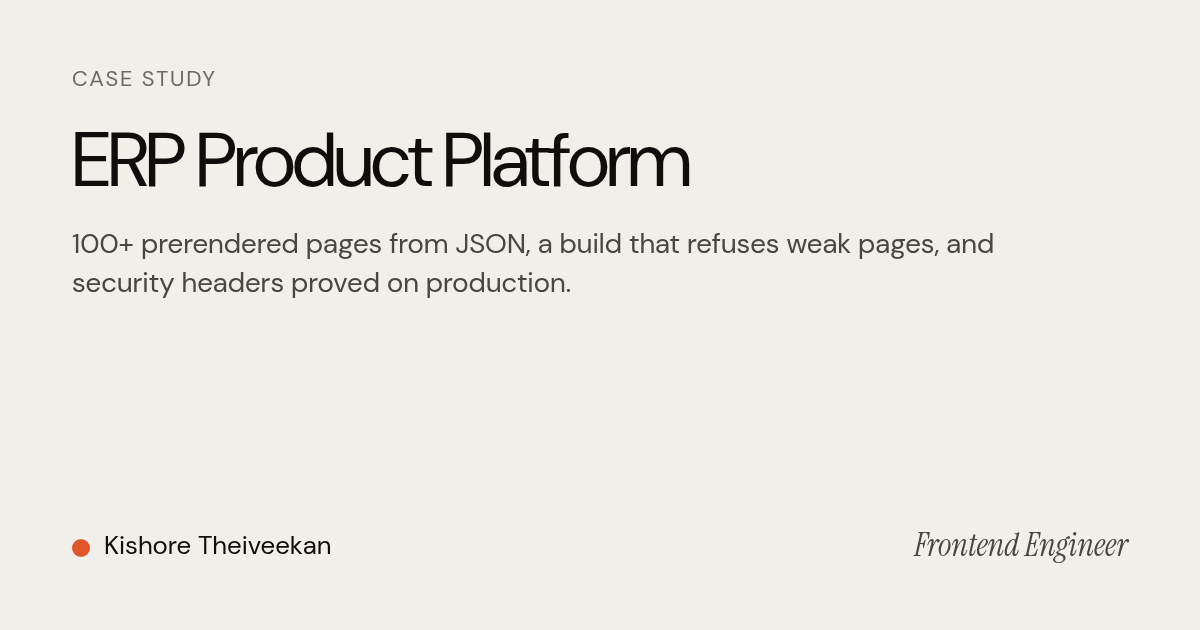 CASE STUDY
ERP Product Platform
100+ prerendered pages from JSON, a build that refuses weak pages, and
security headers proved on production.
Kishore Theiveekan
Frontend Engineer